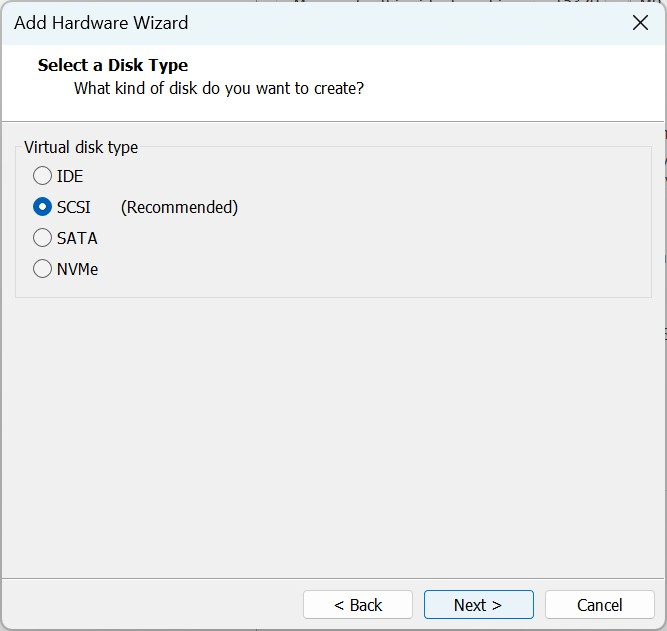 Add Hardware Wizard
Select a Disk Type
What kind of disk do you want to create?
Virtual disk type
IDE
SCSI (Recommended)
SATA
NVMe
< Back Next > Cancel